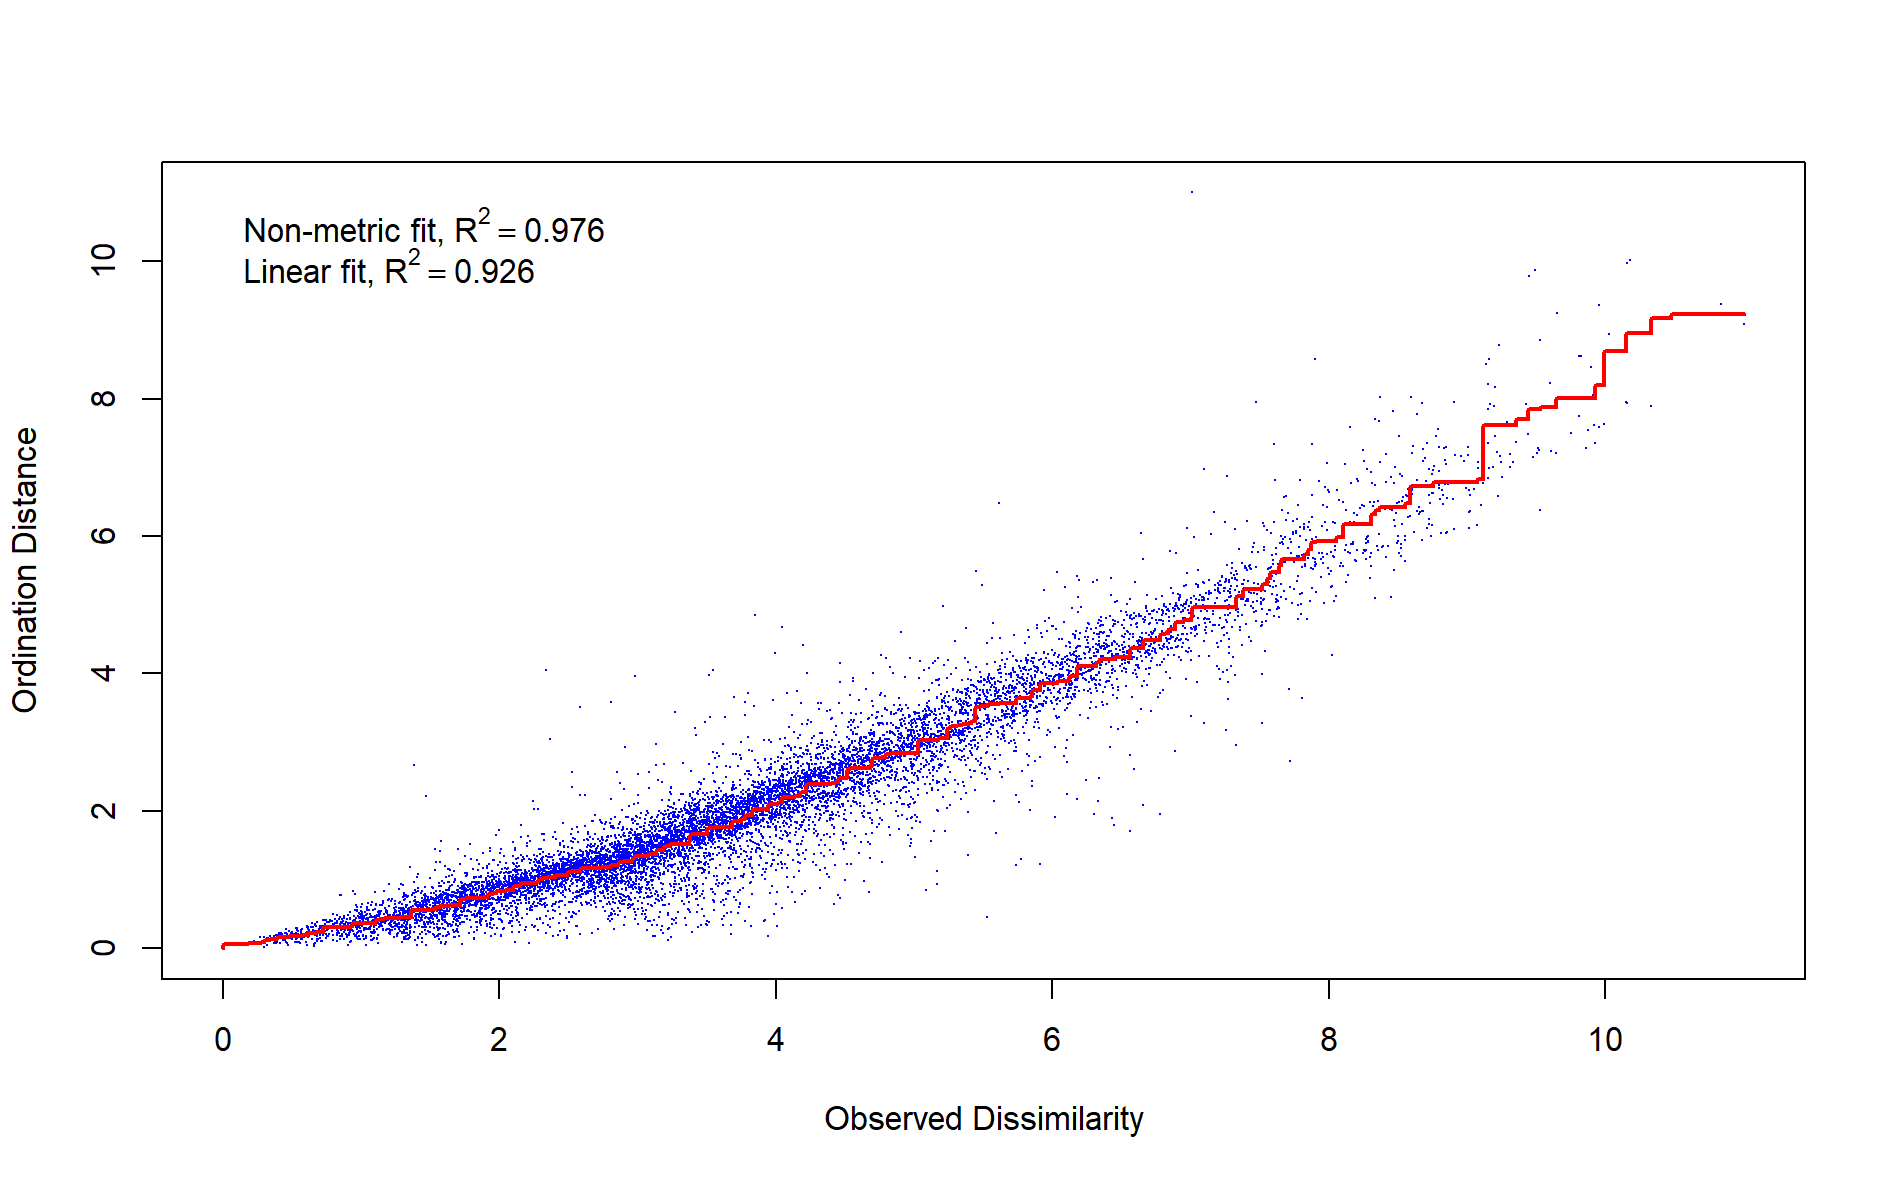 Non-metric fit, R² = 0.976
Linear fit, R² = 0.926
Ordination Distance
0
2
4
6
8
10
0 2 4 6 8 10
Observed Dissimilarity